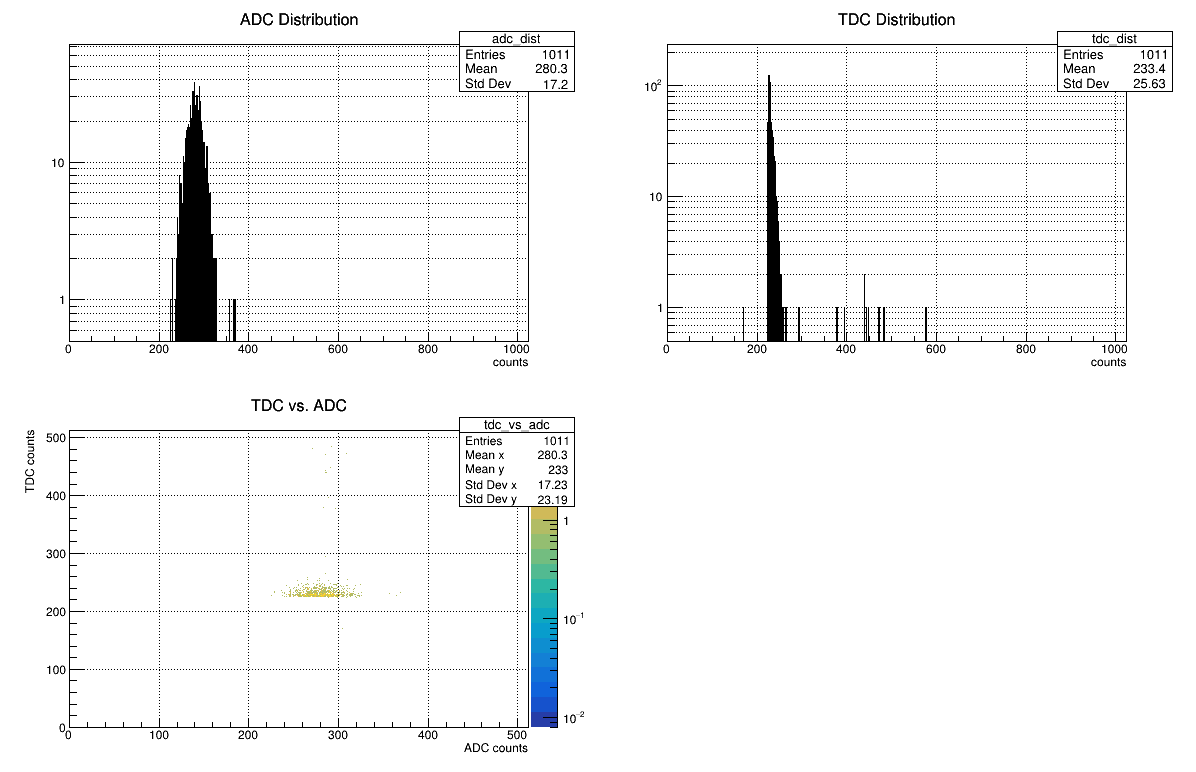 ADC Distribution
adc_dist
Entries 1011
Mean 280.3
Std Dev 17.2
10
1
0 200 400 600 800 1000
counts
TDC Distribution
tdc_dist
Entries 1011
Mean 233.4
Std Dev 25.63
10²
10
1
0 200 400 600 800 1000
counts
TDC vs. ADC
tdc_vs_adc
Entries 1011
Mean x 280.3
Mean y 233
Std Dev x 17.23
Std Dev y 23.19
TDC counts
500
400
300
200
100
0
0 100 200 300 400 500
ADC counts
1
10⁻¹
10⁻²